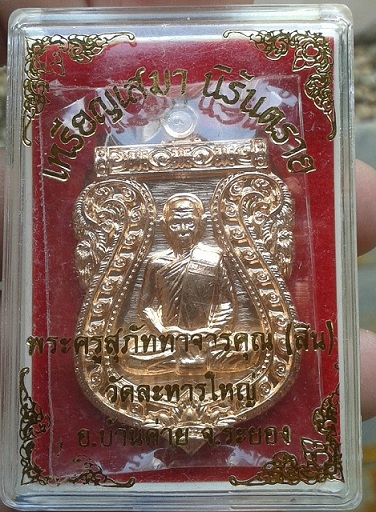 เหรียญเสมา นิรันตราย
พระครูสุภัททาจารคุณ (สิน)
วัดละหารใหญ่
อ.บ้านค่าย จ.ระยอง